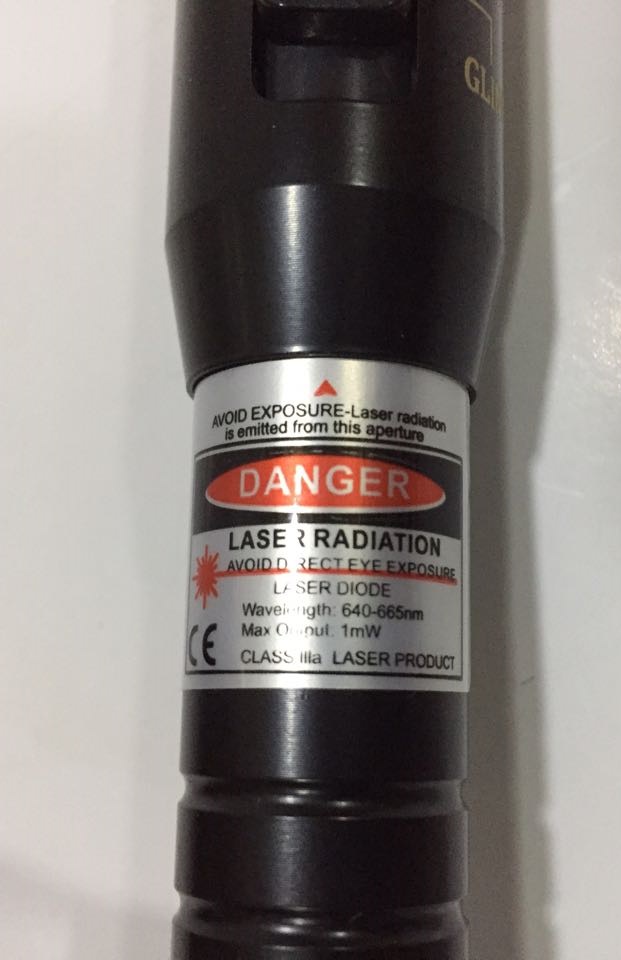 AVOID EXPOSURE-Laser radiation
is emitted from this aperture
DANGER
LASER RADIATION
AVOID DIRECT EYE EXPOSURE
LASER DIODE
Wavelength: 640-665nm
Max Output: 1mW
CE
CLASS IIIa LASER PRODUCT